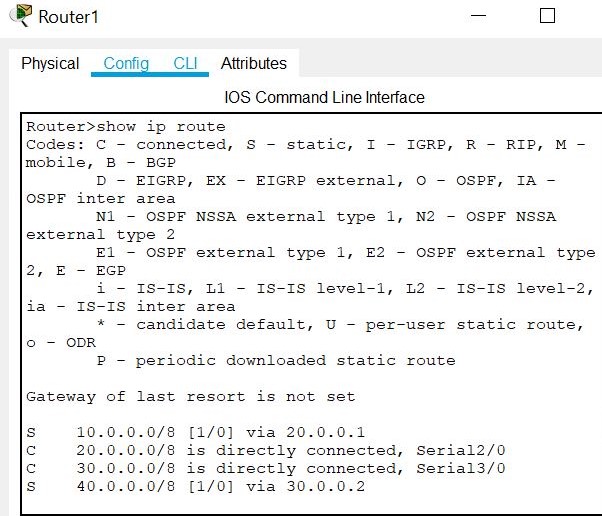 Router1
Physical Config CLI Attributes
IOS Command Line Interface
Router>show ip route
Codes: C - connected, S - static, I - IGRP, R - RIP, M -
mobile, B - BGP
D - EIGRP, EX - EIGRP external, O - OSPF, IA -
OSPF inter area
N1 - OSPF NSSA external type 1, N2 - OSPF NSSA
external type 2
E1 - OSPF external type 1, E2 - OSPF external type
2, E - EGP
i - IS-IS, L1 - IS-IS level-1, L2 - IS-IS level-2,
ia - IS-IS inter area
* - candidate default, U - per-user static route,
o - ODR
P - periodic downloaded static route
Gateway of last resort is not set
S 10.0.0.0/8 [1/0] via 20.0.0.1
C 20.0.0.0/8 is directly connected, Serial2/0
C 30.0.0.0/8 is directly connected, Serial3/0
S 40.0.0.0/8 [1/0] via 30.0.0.2